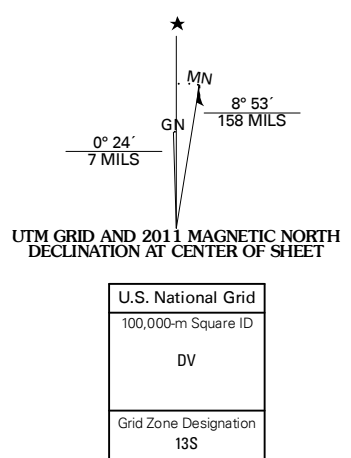 ★
MN
8° 53´
158 MILS
GN
0° 24´
7 MILS
UTM GRID AND 2011 MAGNETIC NORTH
DECLINATION AT CENTER OF SHEET
U.S. National Grid
100,000-m Square ID
DV
Grid Zone Designation
13S